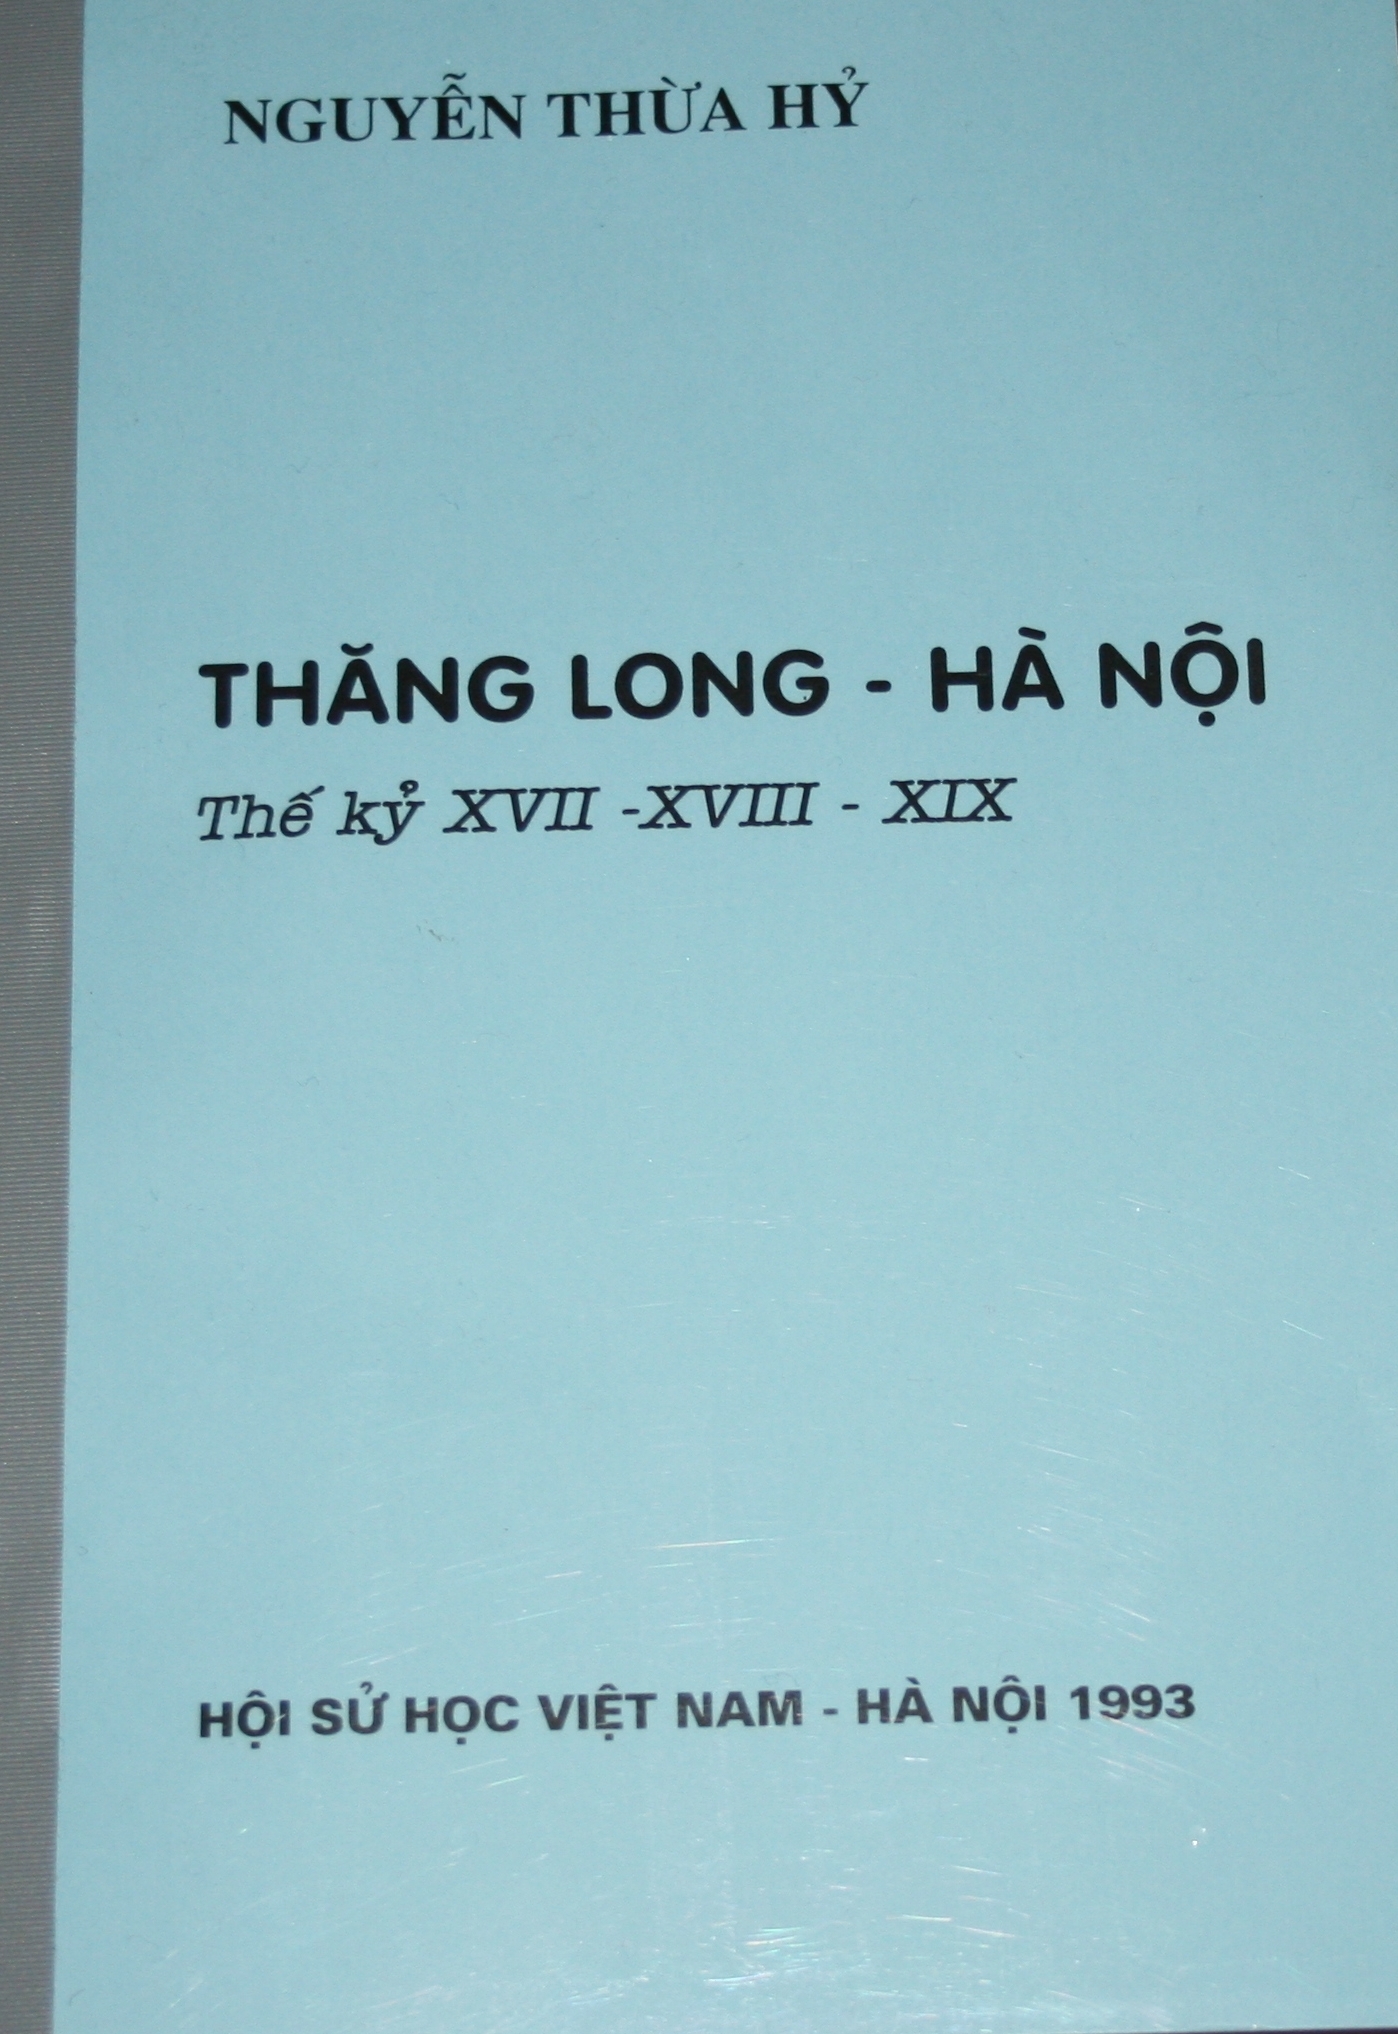 NGUYỄN THỪA HỶ
THĂNG LONG - HÀ NỘI
Thế kỷ XVII -XVIII - XIX
HỘI SỬ HỌC VIỆT NAM - HÀ NỘI 1993